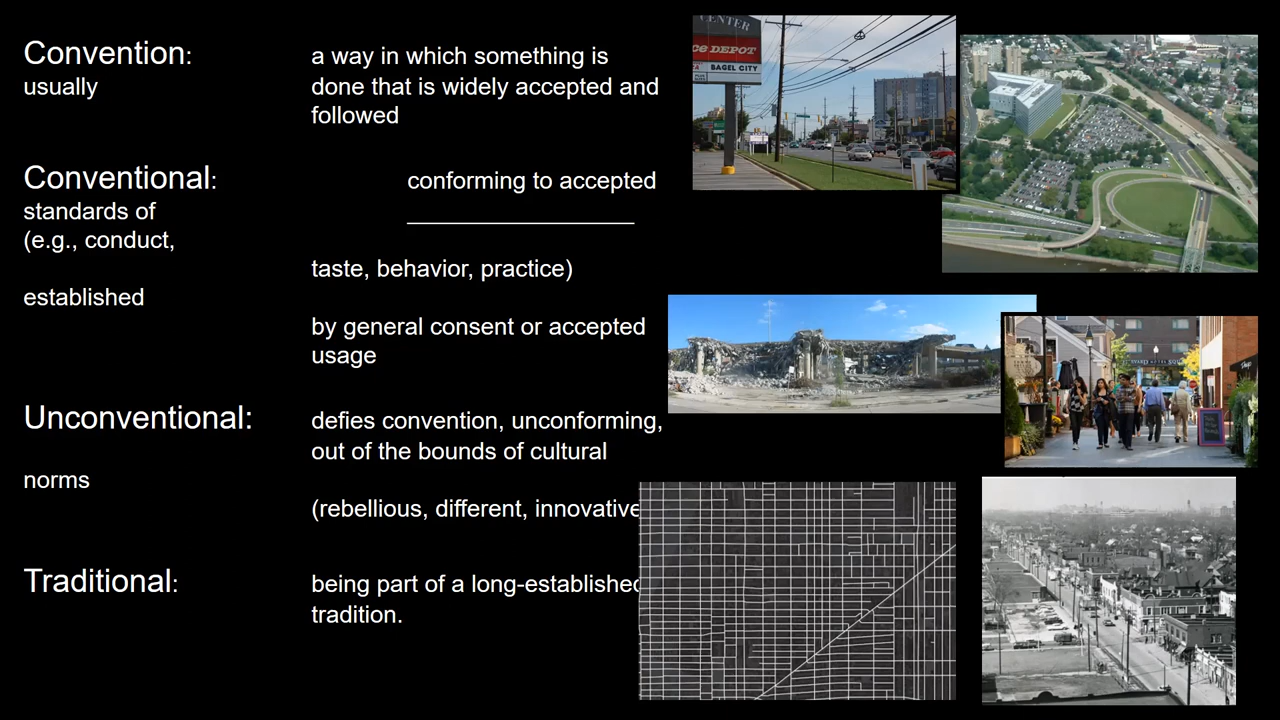 Convention: a way in which something is
usually done that is widely accepted and
followed
Conventional: conforming to accepted
standards of
(e.g., conduct,
taste, behavior, practice)
established
by general consent or accepted
usage
Unconventional: defies convention, unconforming,
out of the bounds of cultural
norms
(rebellious, different, innovative
Traditional: being part of a long-established
tradition.
CENTER
CE DEPOT
BAGEL CITY